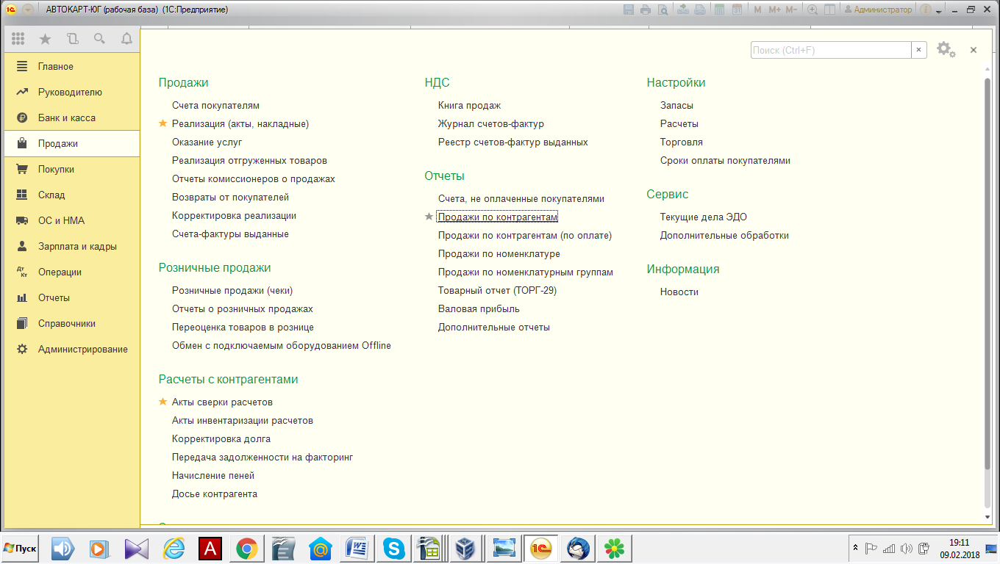 АВТОКАРТ-ЮГ (рабочая база) (1С:Предприятие)
M M+ M-
Администратор
Поиск (Ctrl+F)
Главное
Руководителю
Банк и касса
Продажи
Покупки
Склад
ОС и НМА
Зарплата и кадры
Операции
Отчеты
Справочники
Администрирование
Продажи
Счета покупателям
Реализация (акты, накладные)
Оказание услуг
Реализация отгруженных товаров
Отчеты комиссионеров о продажах
Возвраты от покупателей
Корректировка реализации
Счета-фактуры выданные
Розничные продажи
Розничные продажи (чеки)
Отчеты о розничных продажах
Переоценка товаров в рознице
Обмен с подключаемым оборудованием Offline
Расчеты с контрагентами
Акты сверки расчетов
Акты инвентаризации расчетов
Корректировка долга
Передача задолженности на факторинг
Начисление пеней
Досье контрагента
НДС
Книга продаж
Журнал счетов-фактур
Реестр счетов-фактур выданных
Отчеты
Счета, не оплаченные покупателями
Продажи по контрагентам
Продажи по контрагентам (по оплате)
Продажи по номенклатуре
Продажи по номенклатурным группам
Товарный отчет (ТОРГ-29)
Валовая прибыль
Дополнительные отчеты
Настройки
Запасы
Расчеты
Торговля
Сроки оплаты покупателями
Сервис
Текущие дела ЭДО
Дополнительные обработки
Информация
Новости
Пуск
19:11
09.02.2018